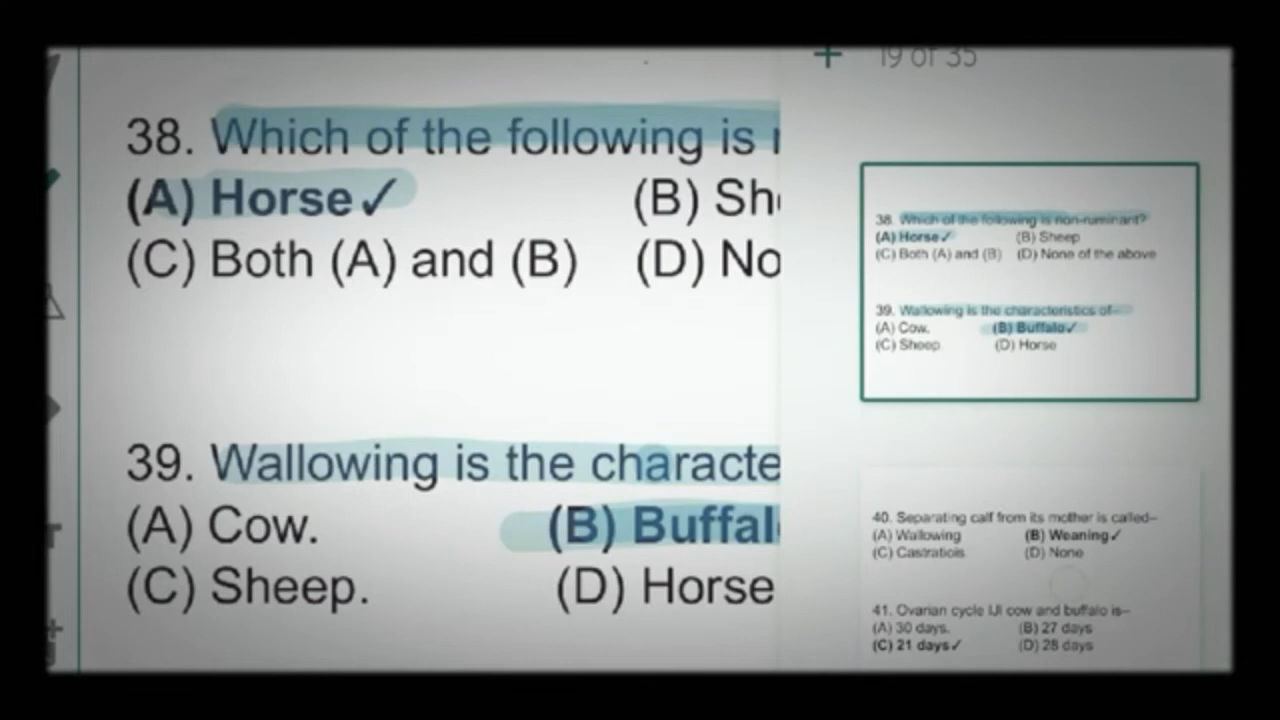 38. Which of the following is
(A) Horse✓ (B) Sh
(C) Both (A) and (B) (D) No
39. Wallowing is the characte
(A) Cow. (B) Buffal
(C) Sheep. (D) Horse
+ 19 of 35
38. Which of the following is non-ruminant?
(A) Horse✓ (B) Sheep
(C) Both (A) and (B) (D) None of the above
39. Wallowing is the characteristics of–
(A) Cow. (B) Buffalo✓
(C) Sheep. (D) Horse
40. Separating calf from its mother is called–
(A) Wallowing (B) Weaning✓
(C) Castratiois (D) None
41. Ovarian cycle IJI cow and buffalo is–
(A) 30 days. (B) 27 days
(C) 21 days✓ (D) 28 days